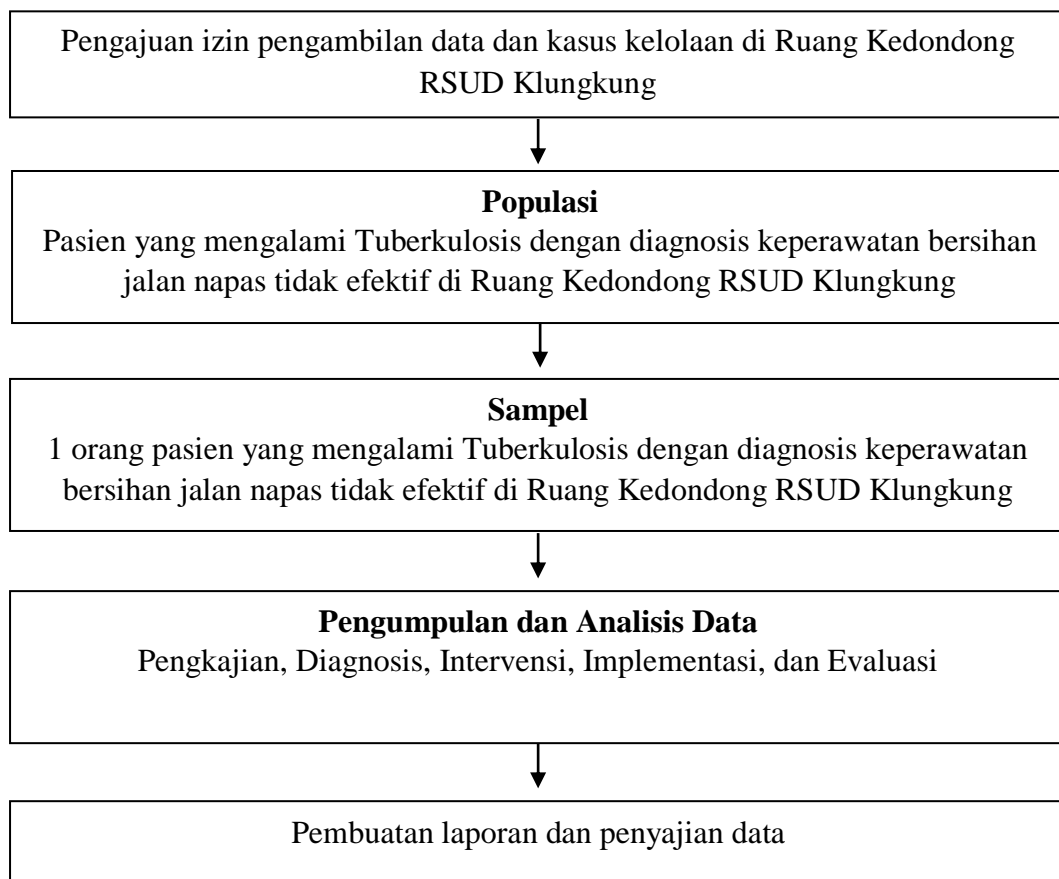 Pengajuan izin pengambilan data dan kasus kelolaan di Ruang Kedondong
RSUD Klungkung
Populasi
Pasien yang mengalami Tuberkulosis dengan diagnosis keperawatan bersihan
jalan napas tidak efektif di Ruang Kedondong RSUD Klungkung
Sampel
1 orang pasien yang mengalami Tuberkulosis dengan diagnosis keperawatan
bersihan jalan napas tidak efektif di Ruang Kedondong RSUD Klungkung
Pengumpulan dan Analisis Data
Pengkajian, Diagnosis, Intervensi, Implementasi, dan Evaluasi
Pembuatan laporan dan penyajian data